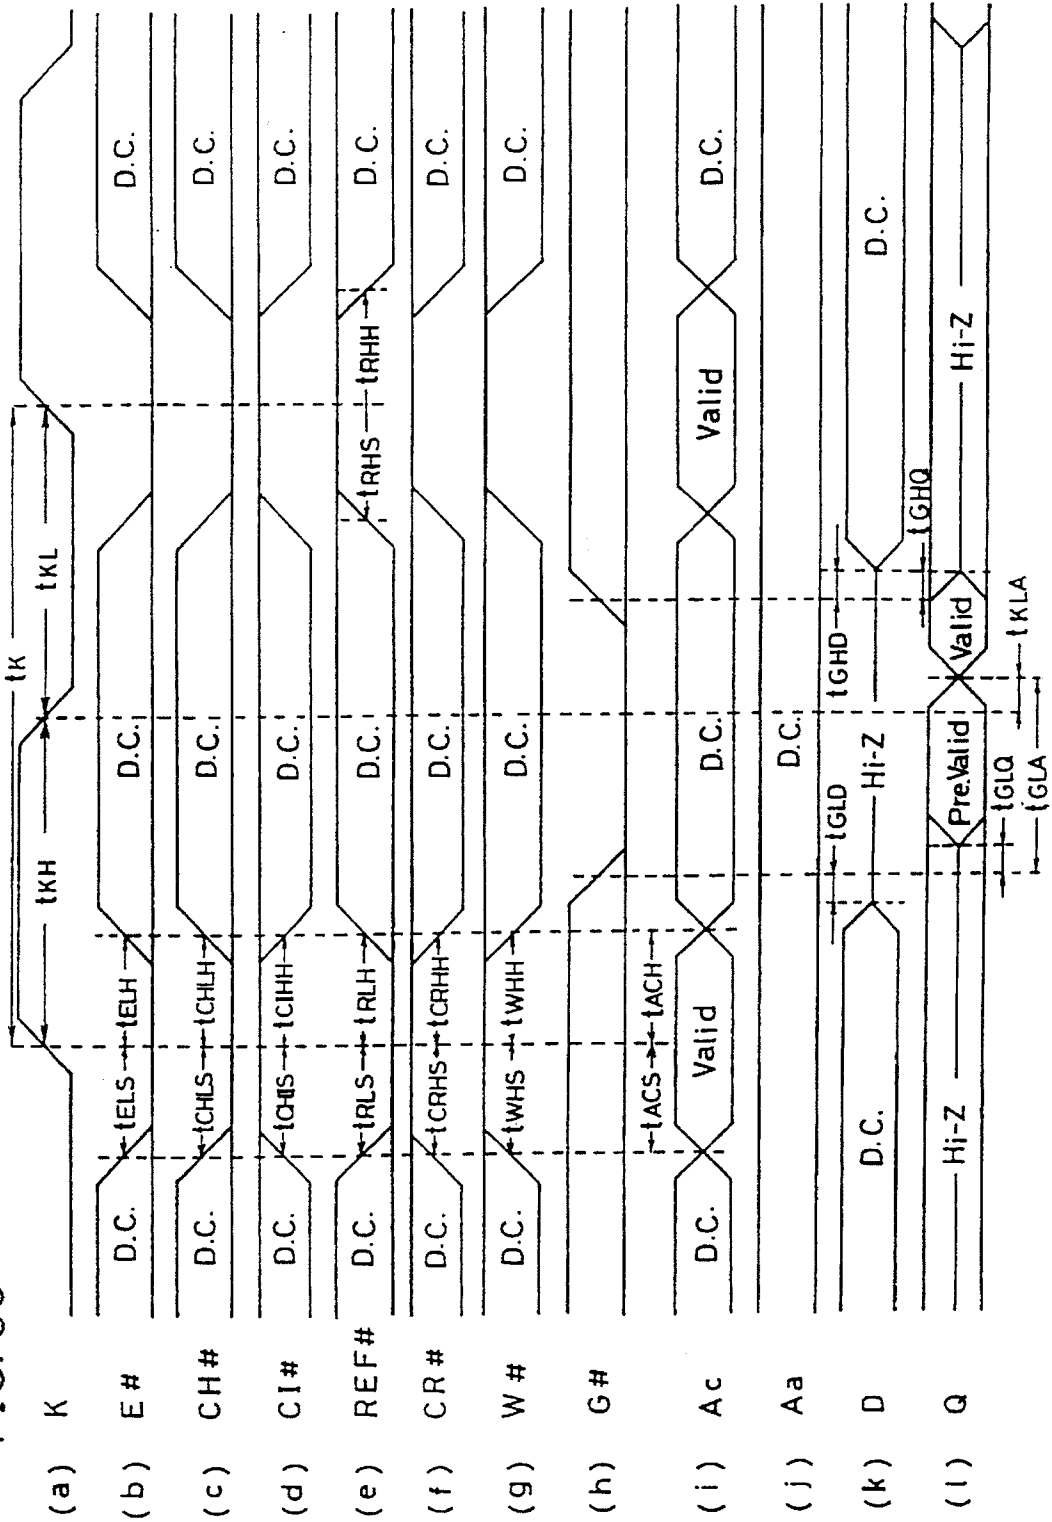 (a) K tK tKH tKL
(b) E# D.C. tELS tELH D.C. D.C.
(c) CH# D.C. tCHLS tCHLH D.C. D.C.
(d) CI# D.C. tCIHH D.C. D.C.
(e) REF# D.C. tRLS tRLH D.C. tRHS tRHH D.C.
(f) CR# D.C. tCRHS tCRHH D.C. D.C.
(g) W# D.C. tWHS tWHH D.C. D.C.
(h) G#
tACS tACH
(i) Ac D.C. Valid D.C. Valid D.C.
(j) Aa D.C.
tGLD tGHD
(k) D D.C. Hi-Z D.C.
tGHQ
(l) Q Hi-Z Pre.Valid Valid Hi-Z
tGLQ tKLA
tGLA